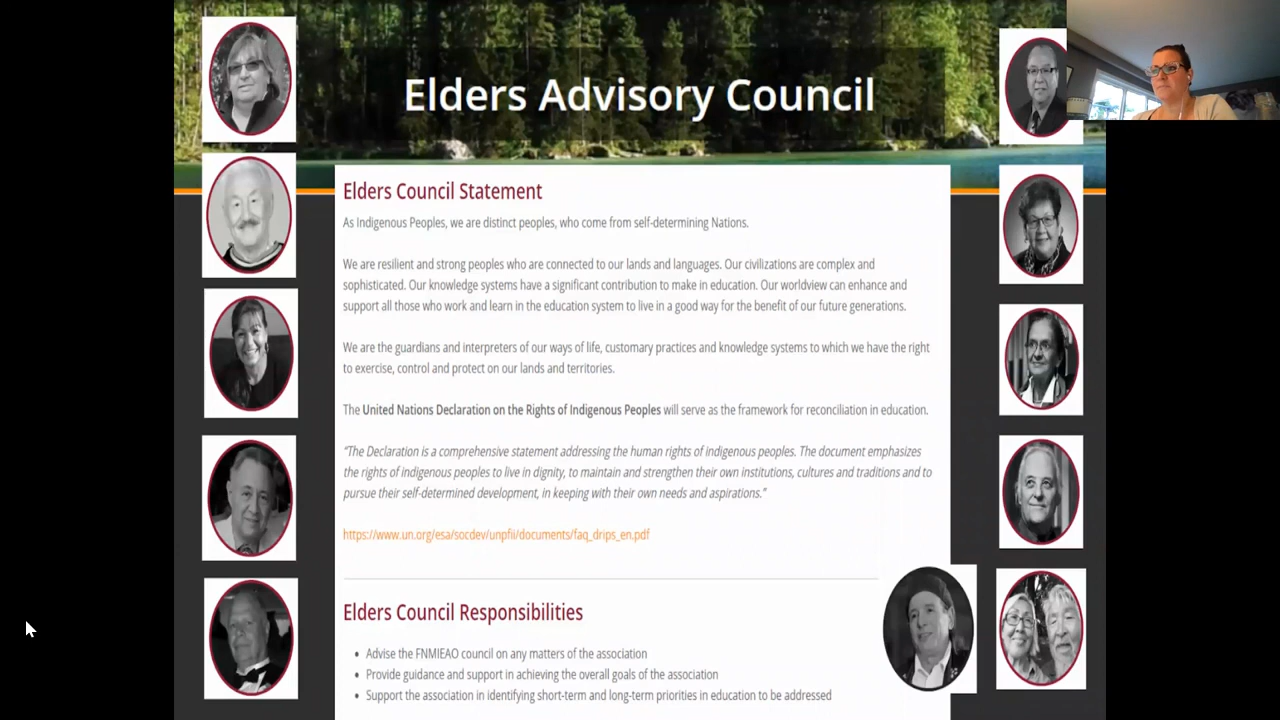 Elders Advisory Council
Elders Council Statement
As Indigenous Peoples, we are distinct peoples, who come from self-determining Nations.
We are resilient and strong peoples who are connected to our lands and languages. Our civilizations are complex and
sophisticated. Our knowledge systems have a significant contribution to make in education. Our worldview can enhance and
support all those who work and learn in the education system to live in a good way for the benefit of our future generations.
We are the guardians and interpreters of our ways of life, customary practices and knowledge systems to which we have the right
to exercise, control and protect on our lands and territories.
The United Nations Declaration on the Rights of Indigenous Peoples will serve as the framework for reconciliation in education.
“The Declaration is a comprehensive statement addressing the human rights of indigenous peoples. The document emphasizes
the rights of indigenous peoples to live in dignity, to maintain and strengthen their own institutions, cultures and traditions and to
pursue their self-determined development, in keeping with their own needs and aspirations.”
https://www.un.org/esa/socdev/unpfii/documents/faq_drips_en.pdf
Elders Council Responsibilities
• Advise the FNMIEAO council on any matters of the association
• Provide guidance and support in achieving the overall goals of the association
• Support the association in identifying short-term and long-term priorities in education to be addressed